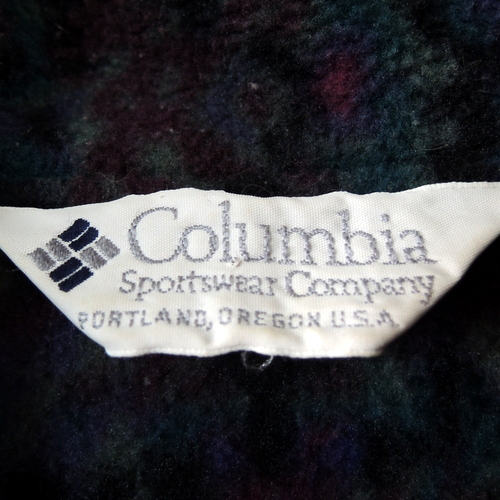 Columbia
Sportswear Company
PORTLAND, OREGON U.S.A